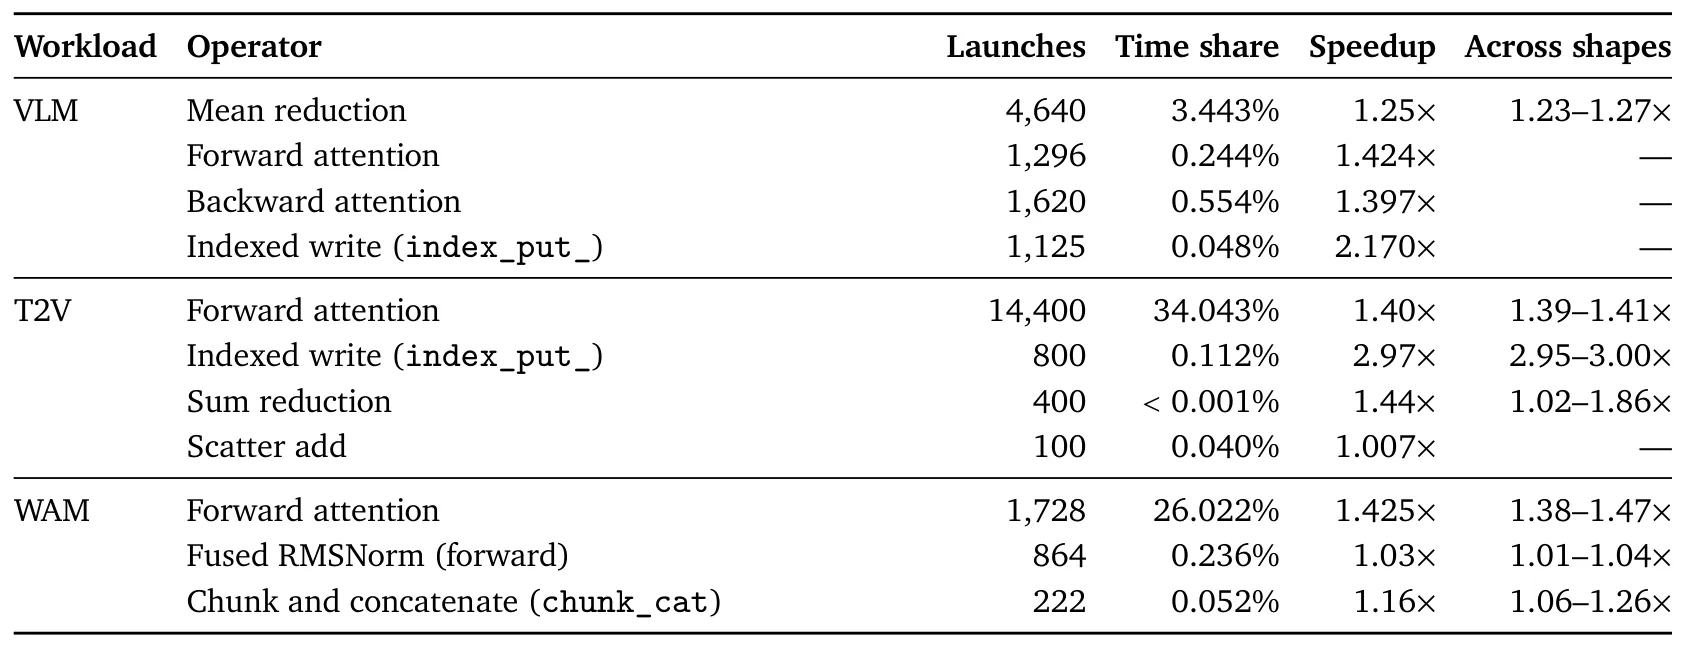 Workload Operator Launches Time share Speedup Across shapes
VLM Mean reduction 4,640 3.443% 1.25× 1.23–1.27×
Forward attention 1,296 0.244% 1.424× —
Backward attention 1,620 0.554% 1.397× —
Indexed write (index_put_) 1,125 0.048% 2.170× —
T2V Forward attention 14,400 34.043% 1.40× 1.39–1.41×
Indexed write (index_put_) 800 0.112% 2.97× 2.95–3.00×
Sum reduction 400 < 0.001% 1.44× 1.02–1.86×
Scatter add 100 0.040% 1.007× —
WAM Forward attention 1,728 26.022% 1.425× 1.38–1.47×
Fused RMSNorm (forward) 864 0.236% 1.03× 1.01–1.04×
Chunk and concatenate (chunk_cat) 222 0.052% 1.16× 1.06–1.26×